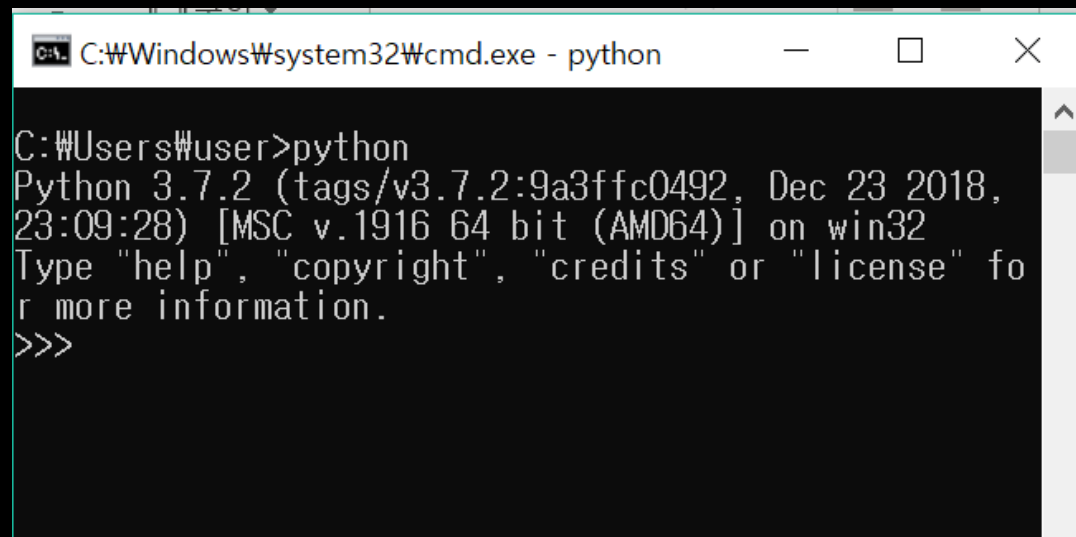 C:₩Windows₩system32₩cmd.exe - python
C:₩Users₩user>python
Python 3.7.2 (tags/v3.7.2:9a3ffc0492, Dec 23 2018,
23:09:28) [MSC v.1916 64 bit (AMD64)] on win32
Type "help", "copyright", "credits" or "license" fo
r more information.
>>>